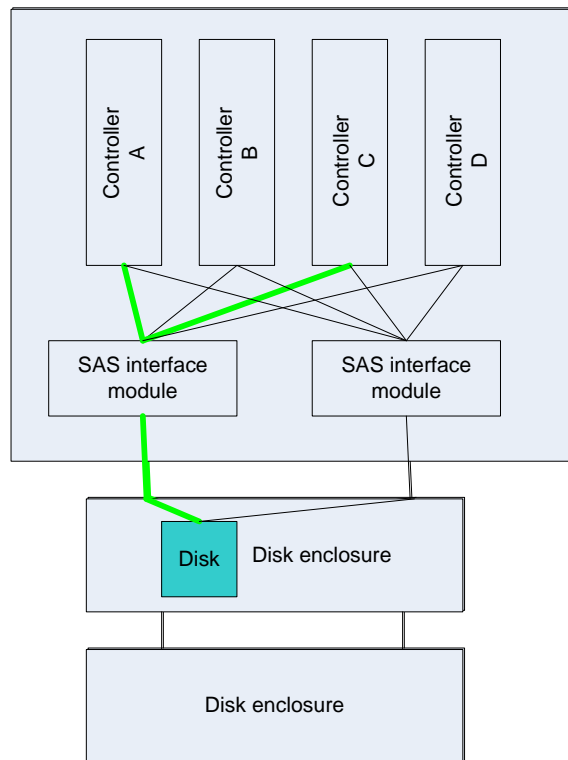 Controller
A
Controller
B
Controller
C
Controller
D
SAS interface
module
SAS interface
module
Disk
Disk enclosure
Disk enclosure